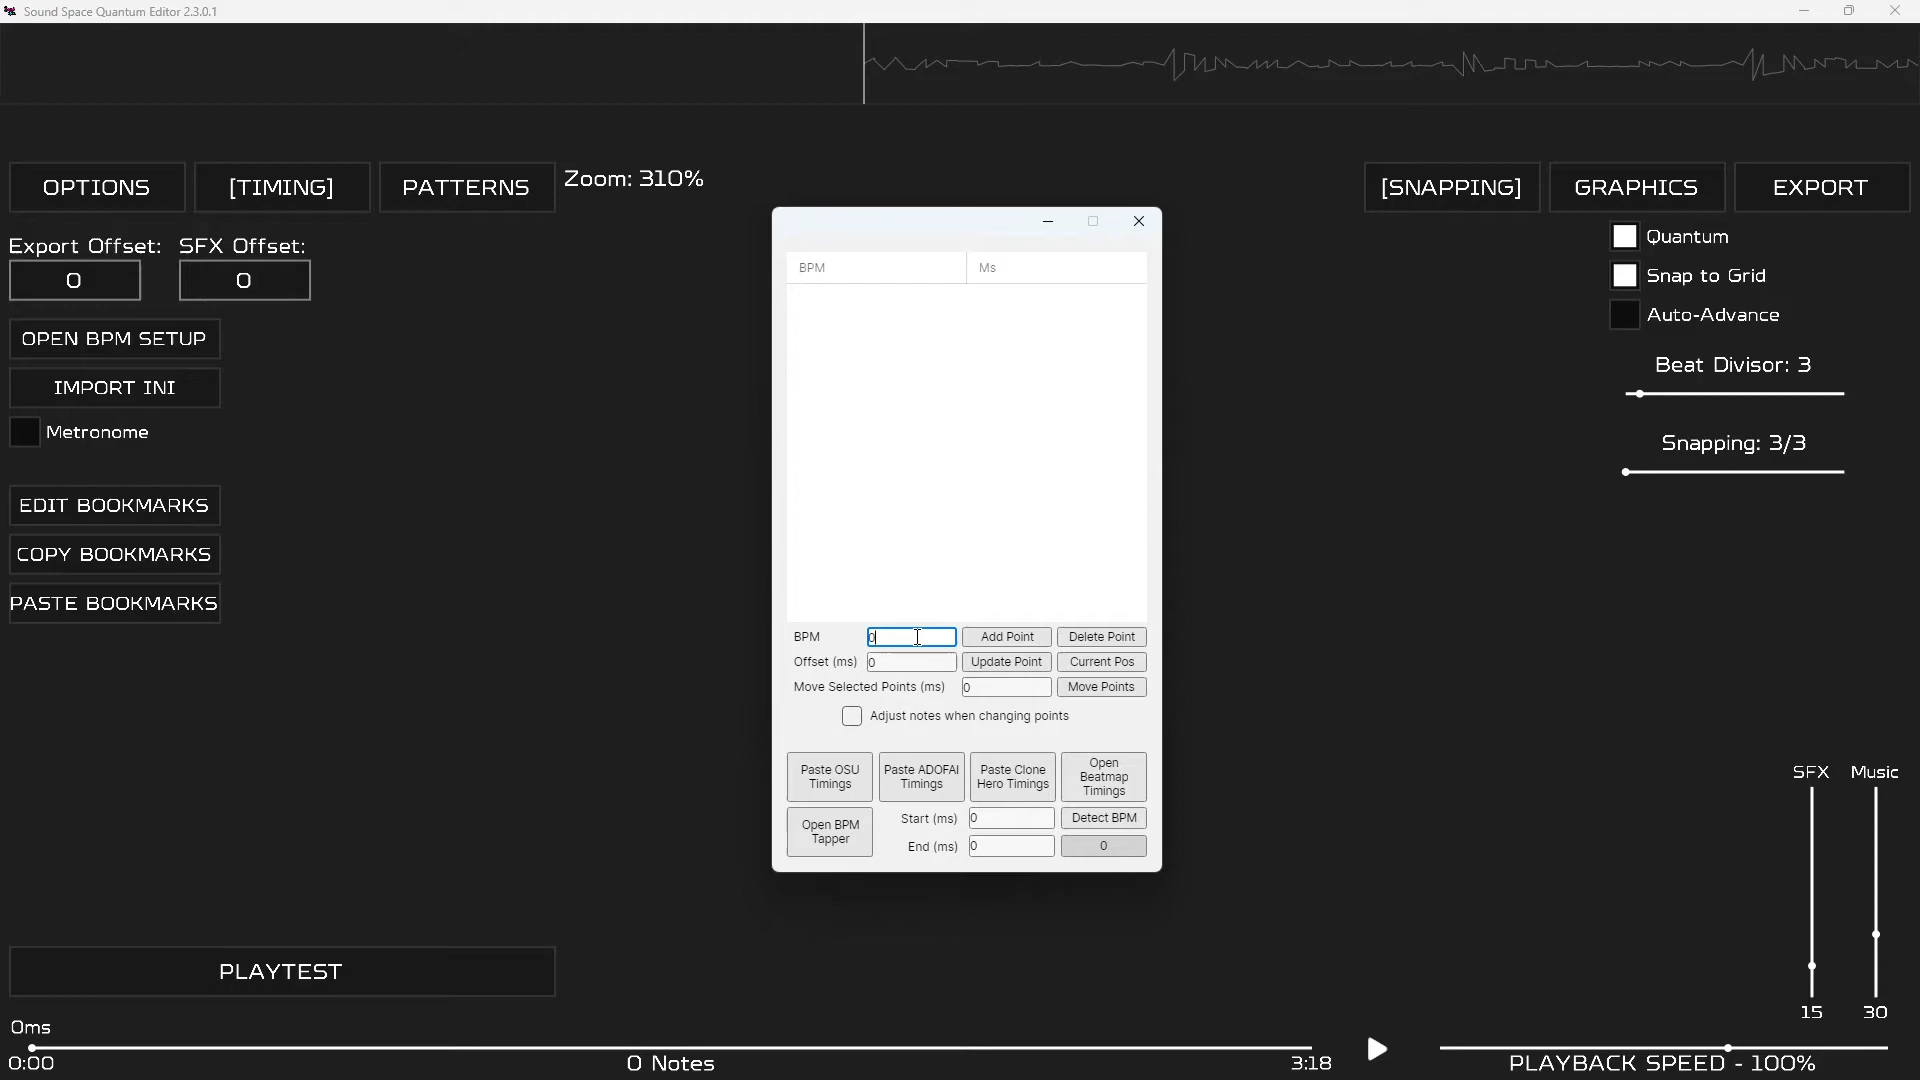 Sound Space Quantum Editor 2.3.0.1
OPTIONS
[TIMING]
PATTERNS
Zoom: 310%
[SNAPPING]
GRAPHICS
EXPORT
Export Offset:
SFX Offset:
0
0
OPEN BPM SETUP
IMPORT INI
Metronome
EDIT BOOKMARKS
COPY BOOKMARKS
PASTE BOOKMARKS
Quantum
Snap to Grid
Auto-Advance
Beat Divisor: 3
Snapping: 3/3
BPM
Ms
BPM
0
Add Point
Delete Point
Offset (ms)
0
Update Point
Current Pos
Move Selected Points (ms)
0
Move Points
Adjust notes when changing points
Paste OSU
Timings
Paste ADOFAI
Timings
Paste Clone
Hero Timings
Open
Beatmap
Timings
Open BPM
Tapper
Start (ms)
0
Detect BPM
End (ms)
0
0
SFX
Music
15
30
PLAYTEST
0ms
0:00
0 Notes
3:18
PLAYBACK SPEED - 100%